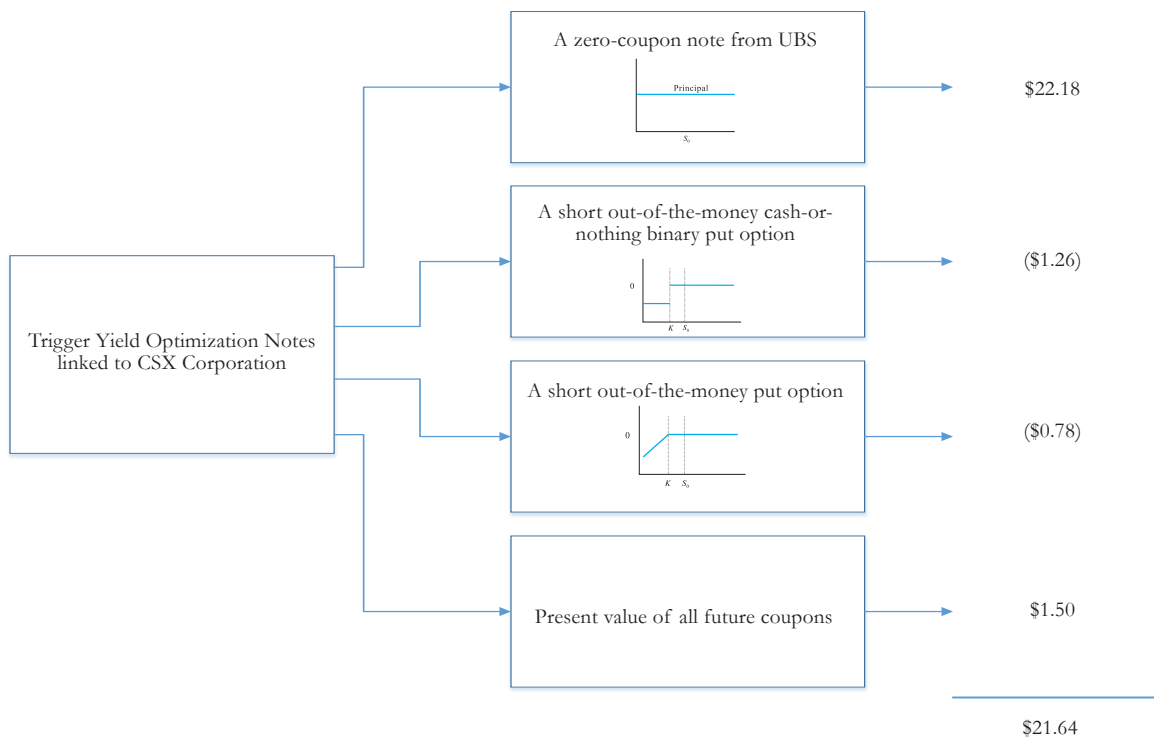 A zero-coupon note from UBS
Principal
S0
$22.18
A short out-of-the-money cash-or-
nothing binary put option
0
K S0
($1.26)
Trigger Yield Optimization Notes
linked to CSX Corporation
A short out-of-the-money put option
0
K S0
($0.78)
Present value of all future coupons
$1.50
$21.64